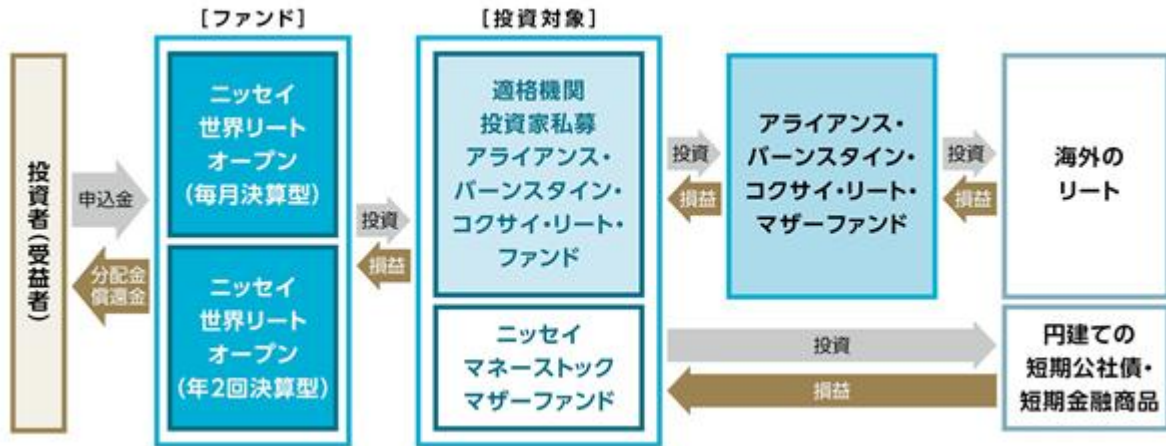 [ファンド]
[投資対象]
投資者(受益者)
申込金
分配金
償還金
ニッセイ
世界リート
オープン
(毎月決算型)
ニッセイ
世界リート
オープン
(年2回決算型)
投資
損益
適格機関
投資家私募
アライアンス・
バーンスタイン・
コクサイ・リート・
ファンド
ニッセイ
マネーストック
マザーファンド
投資
損益
アライアンス・
バーンスタイン・
コクサイ・リート・
マザーファンド
投資
損益
海外の
リート
投資
損益
円建ての
短期公社債・
短期金融商品